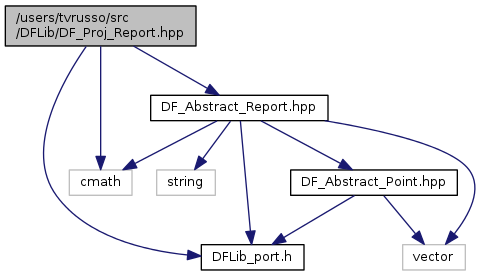 /users/tvrusso/src
/DFLib/DF_Proj_Report.hpp
DF_Abstract_Report.hpp
cmath
string
DF_Abstract_Point.hpp
DFLib_port.h
vector